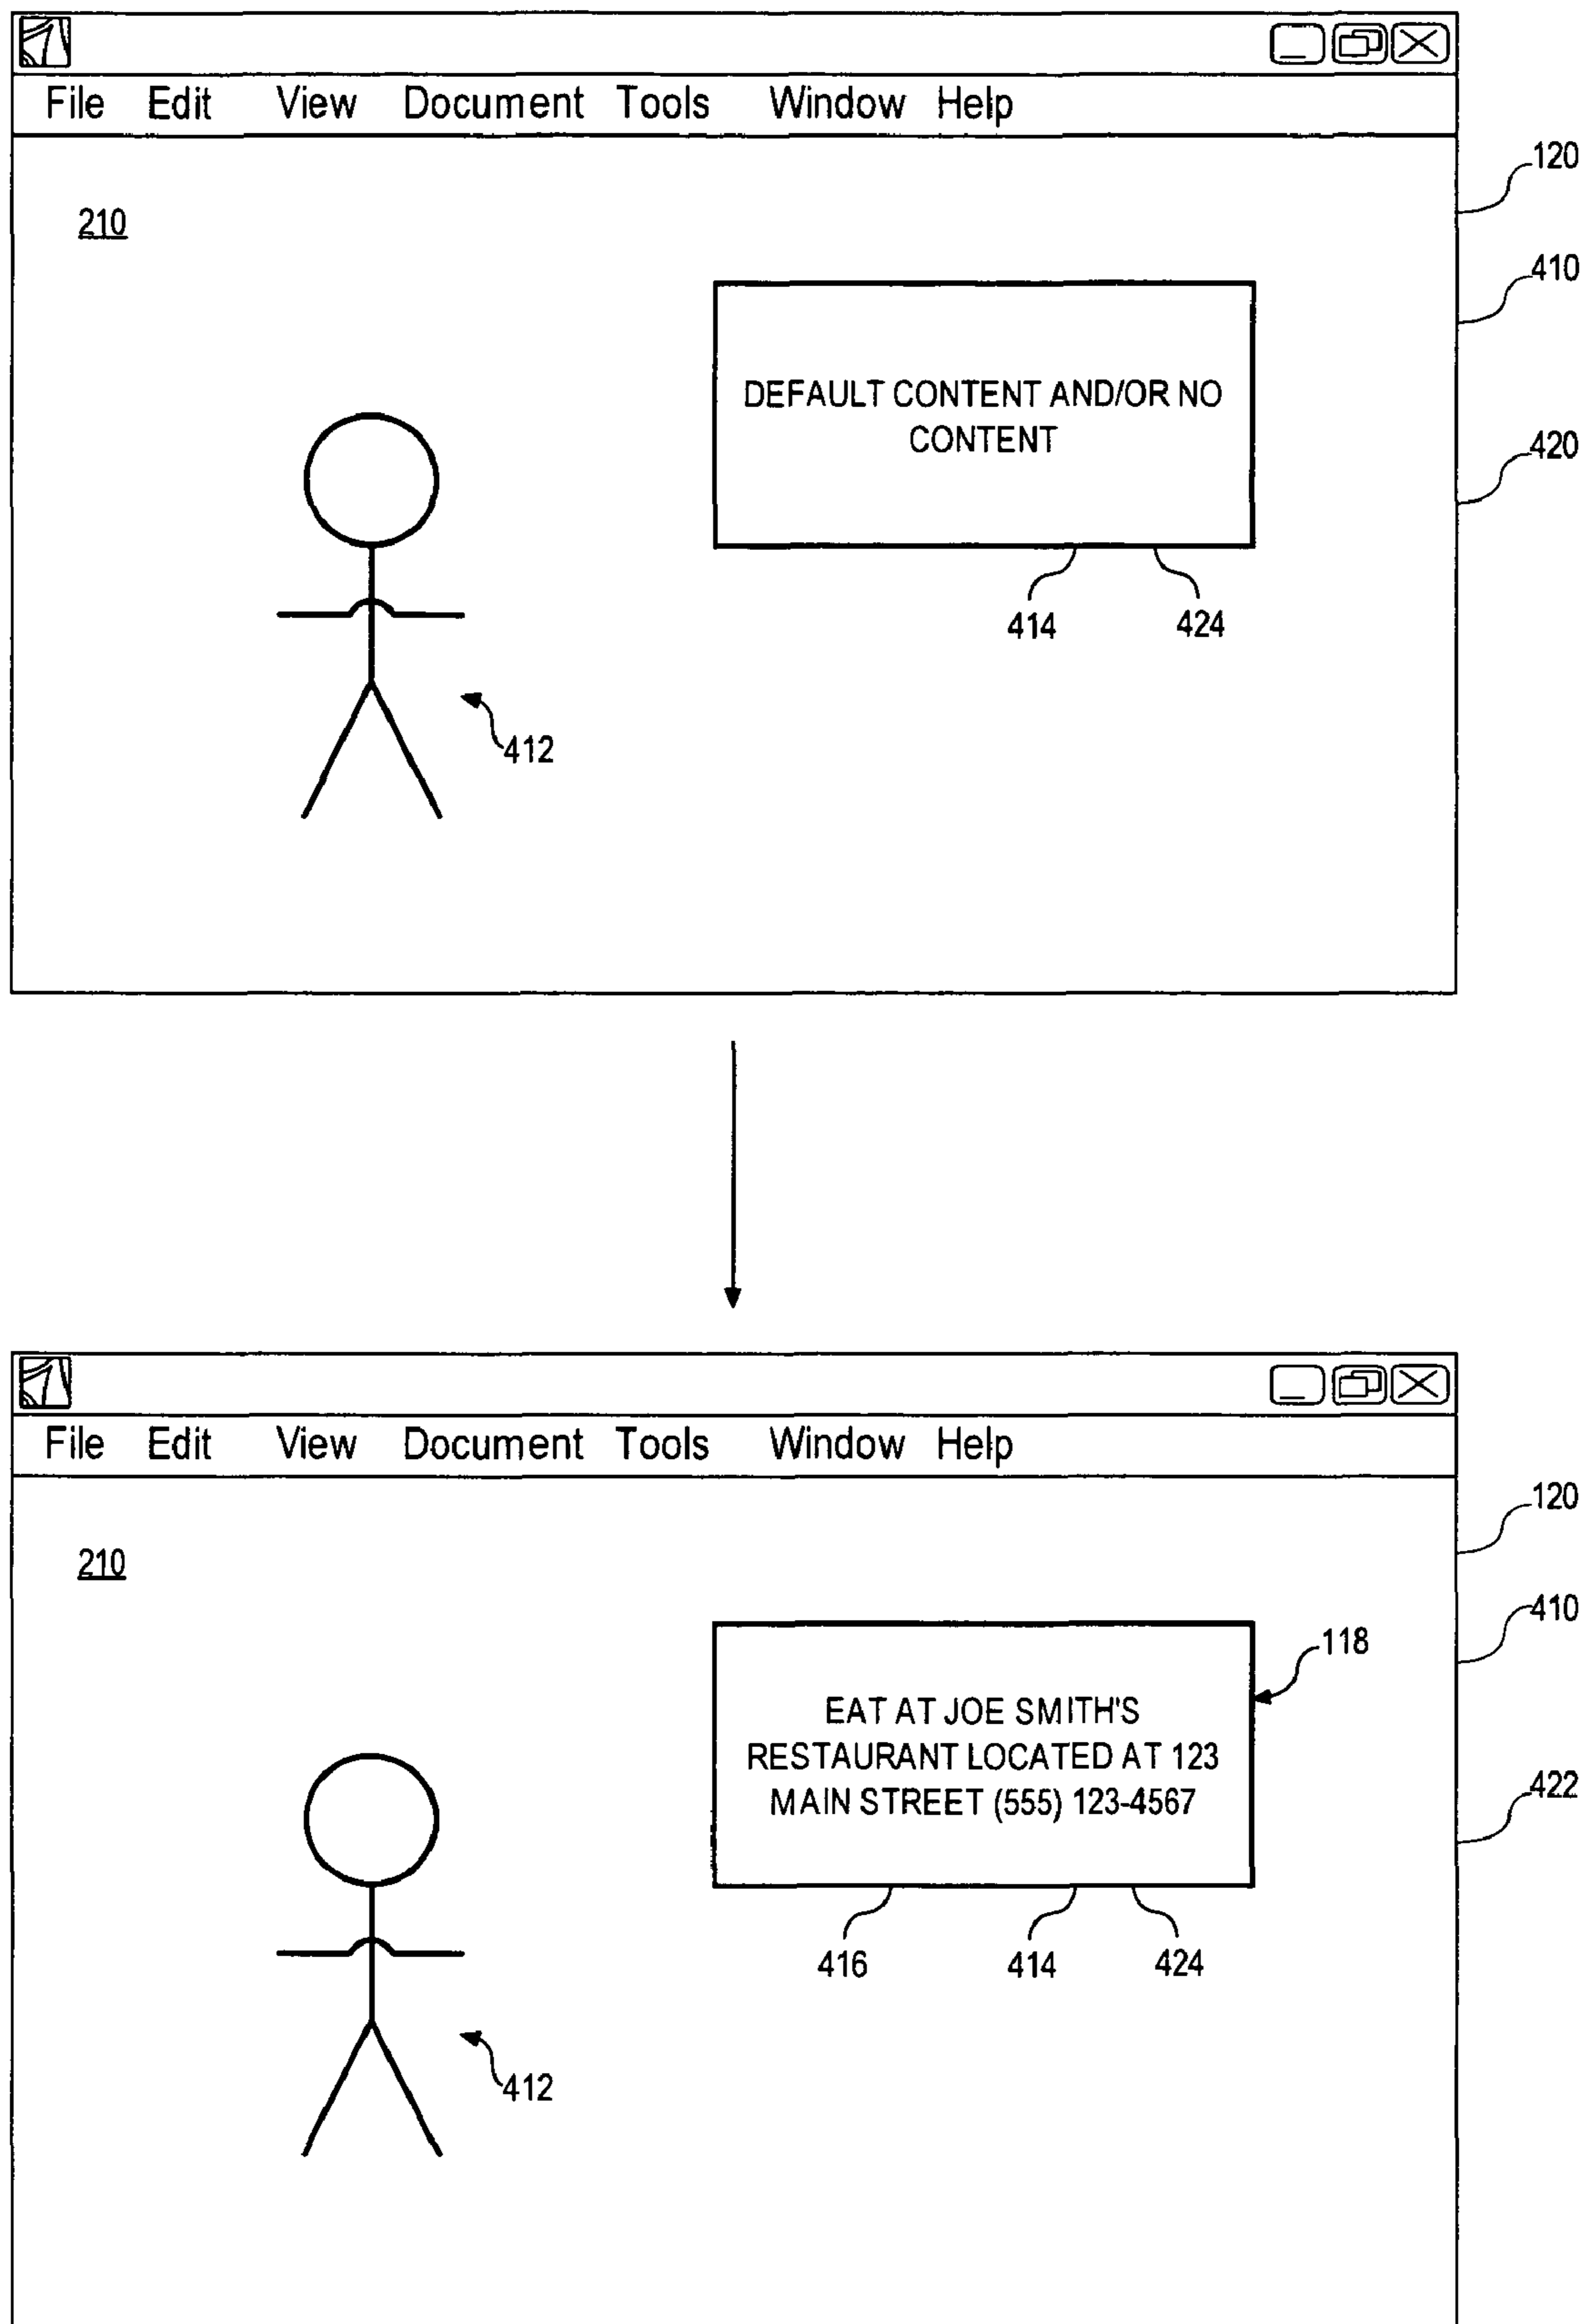 File Edit View Document Tools Window Help
120
210
410
DEFAULT CONTENT AND/OR NO
CONTENT
420
414 424
412
File Edit View Document Tools Window Help
120
210
410
118
EAT AT JOE SMITH'S
RESTAURANT LOCATED AT 123
MAIN STREET (555) 123-4567
422
416 414 424
412